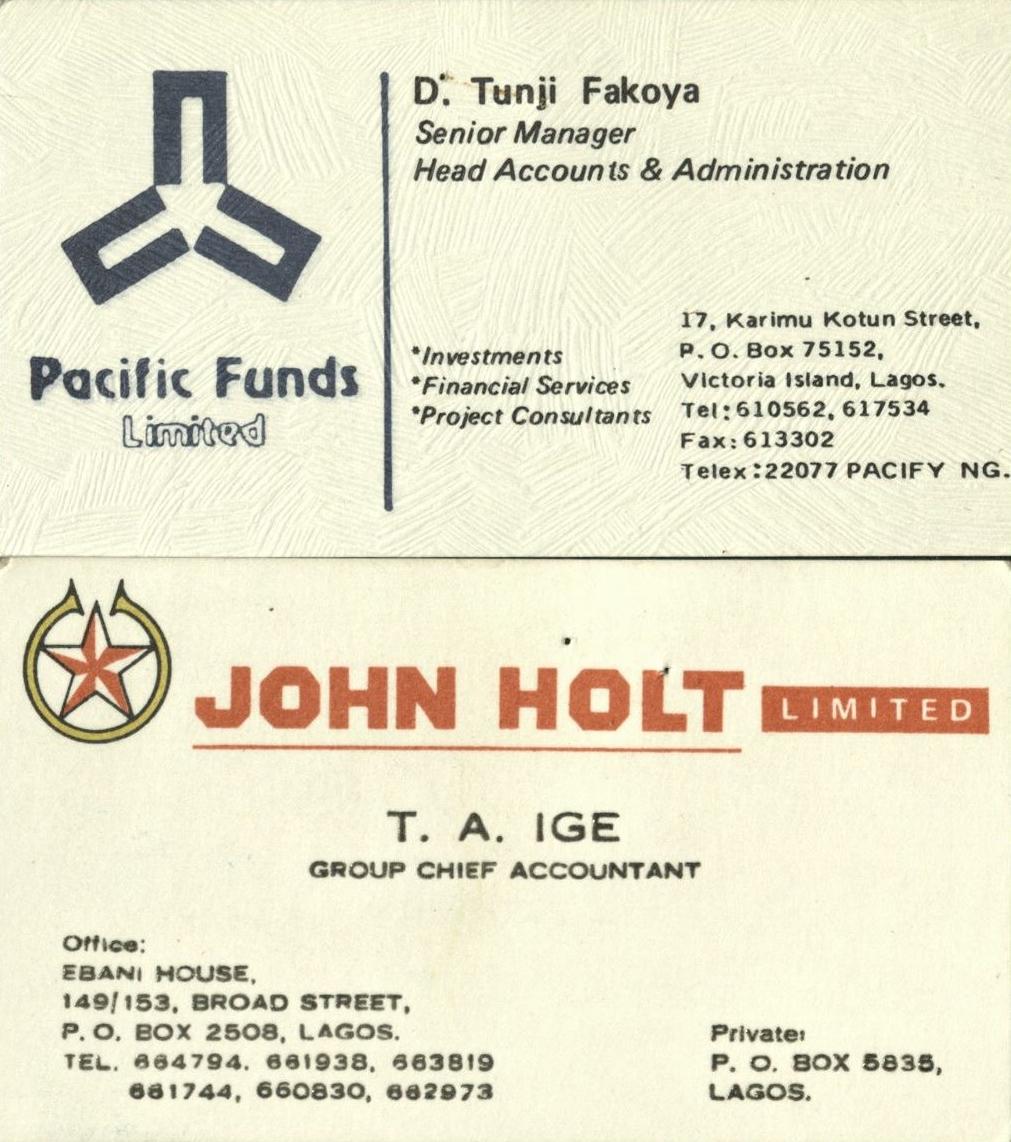 Pacific Funds
Limited
D. Tunji Fakoya
Senior Manager
Head Accounts & Administration
*Investments
*Financial Services
*Project Consultants
17, Karimu Kotun Street,
P. O. Box 75152,
Victoria Island, Lagos.
Tel:610562, 617534
Fax:613302
Telex:22077 PACIFY NG.
JOHN HOLT LIMITED
T. A. IGE
GROUP CHIEF ACCOUNTANT
Office:
EBANI HOUSE,
149/153, BROAD STREET,
P. O. BOX 2508, LAGOS.
TEL. 664794. 661938, 663819
661744, 660830, 662973
Private:
P. O. BOX 5835,
LAGOS.